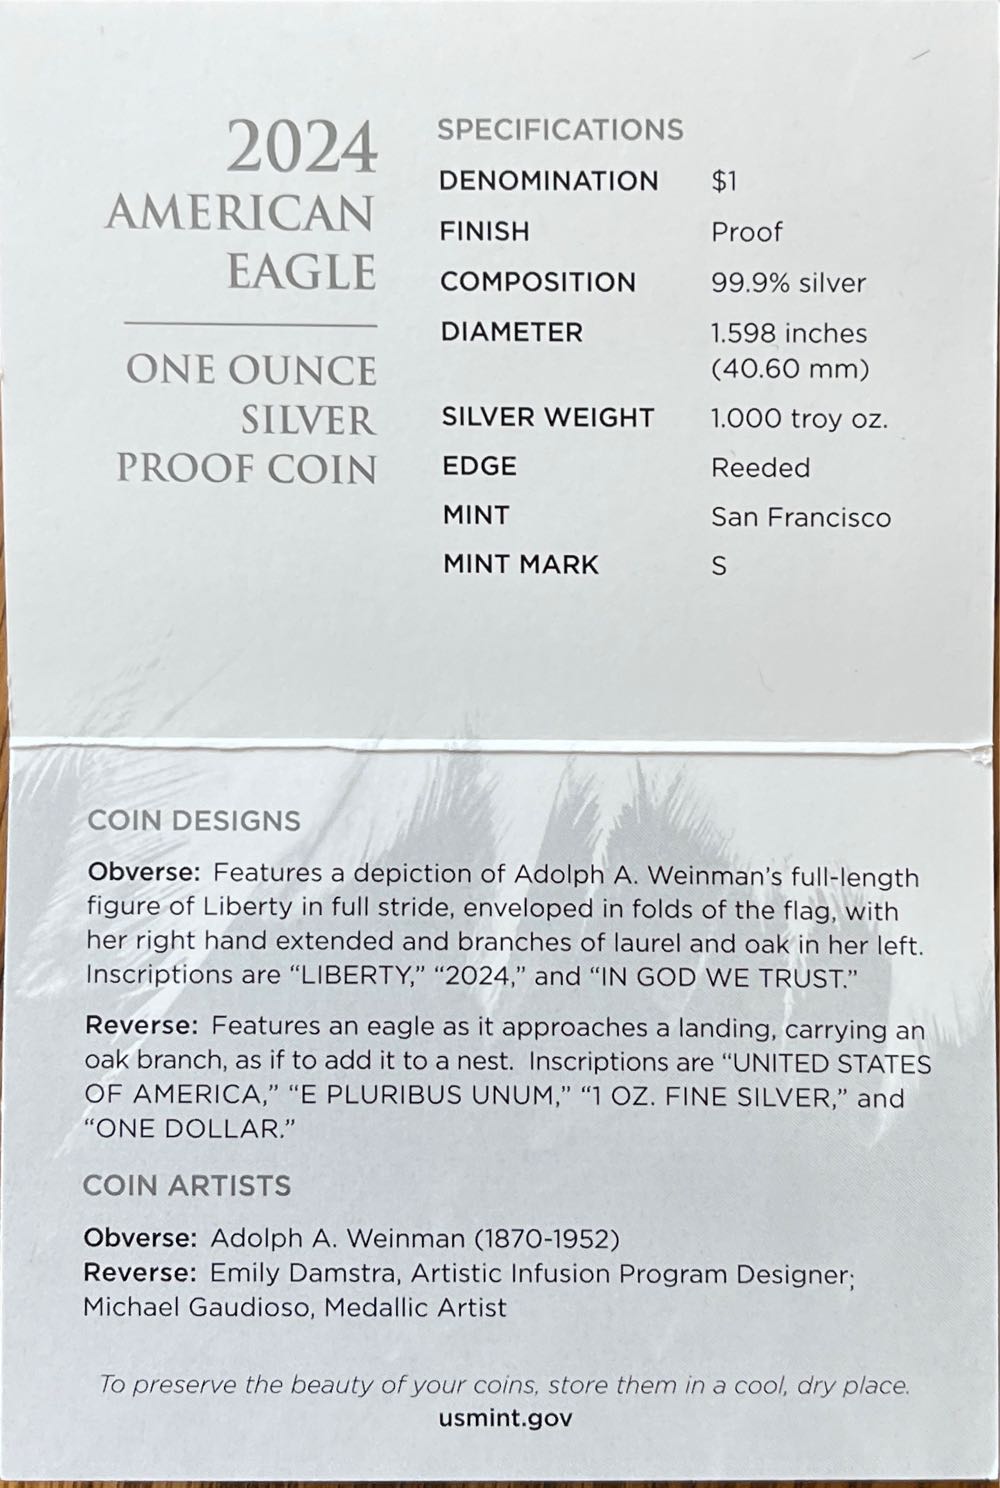 2024
AMERICAN
EAGLE
ONE OUNCE
SILVER
PROOF COIN
SPECIFICATIONS
DENOMINATION $1
FINISH Proof
COMPOSITION 99.9% silver
DIAMETER 1.598 inches
(40.60 mm)
SILVER WEIGHT 1.000 troy oz.
EDGE Reeded
MINT San Francisco
MINT MARK S
COIN DESIGNS
Obverse: Features a depiction of Adolph A. Weinman's full-length
figure of Liberty in full stride, enveloped in folds of the flag, with
her right hand extended and branches of laurel and oak in her left.
Inscriptions are “LIBERTY,” “2024,” and “IN GOD WE TRUST.”
Reverse: Features an eagle as it approaches a landing, carrying an
oak branch, as if to add it to a nest. Inscriptions are “UNITED STATES
OF AMERICA,” “E PLURIBUS UNUM,” “1 OZ. FINE SILVER,” and
“ONE DOLLAR.”
COIN ARTISTS
Obverse: Adolph A. Weinman (1870-1952)
Reverse: Emily Damstra, Artistic Infusion Program Designer;
Michael Gaudioso, Medallic Artist
To preserve the beauty of your coins, store them in a cool, dry place.
usmint.gov